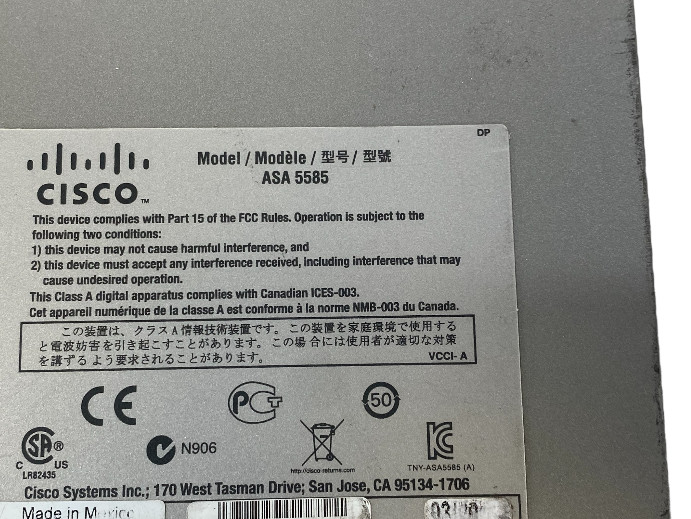 DP
CISCO™
Model / Modèle / 型号 / 型號
ASA 5585
This device complies with Part 15 of the FCC Rules. Operation is subject to the
following two conditions:
1) this device may not cause harmful interference, and
2) this device must accept any interference received, including interference that may
cause undesired operation.
This Class A digital apparatus complies with Canadian ICES-003.
Cet appareil numérique de la classe A est conforme à la norme NMB-003 du Canada.
この装置は、クラスA情報技術装置です。この装置を家庭環境で使用する
と電波妨害を引き起こすことがあります。この場合には使用者が適切な対策
を講ずるよう要求されることがあります。
VCCI- A
CE
PCT
50
C SA ® US
LR82435
N906
http://cisco-returns.com
KC
TNY-ASA5585 (A)
Cisco Systems Inc.; 170 West Tasman Drive; San Jose, CA 95134-1706
Made in Mexico